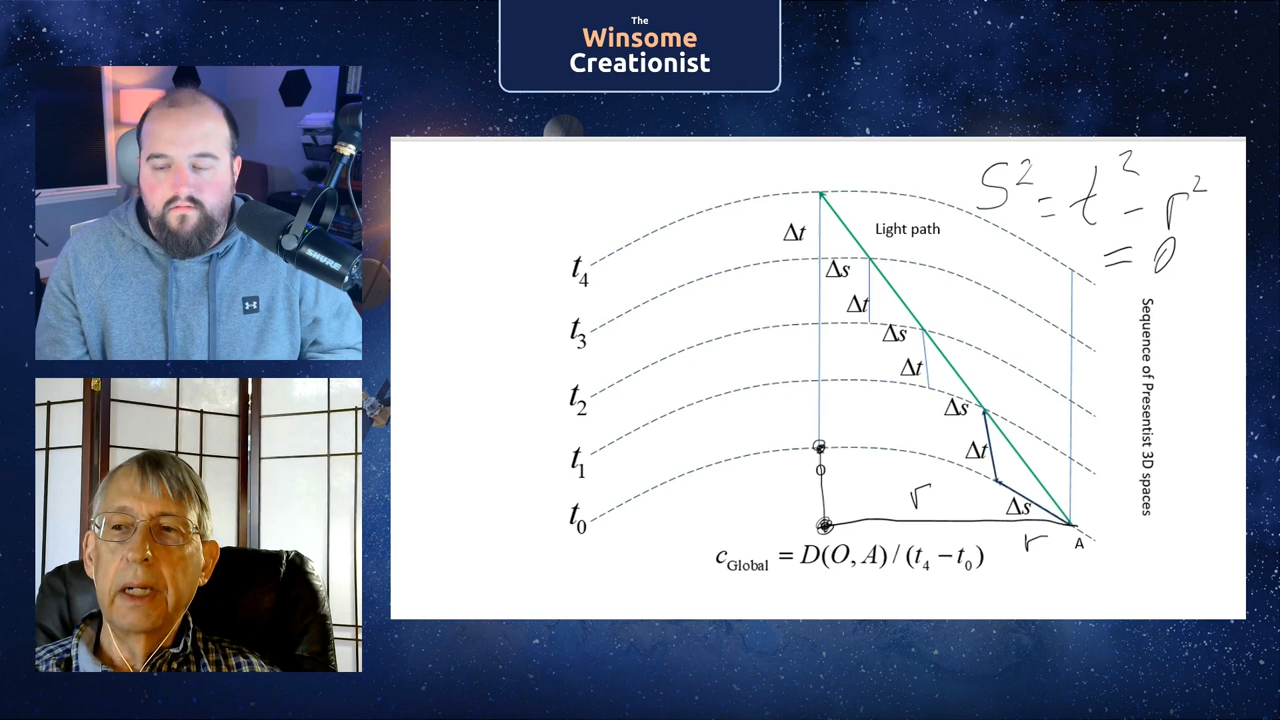 The
Winsome
Creationist
S² = t² - r²
= 0
Light path
Δt
t₄
Δs
Δt
t₃
Δs
Δt
t₂
Δs
Δt
t₁
O
Δs
t₀
r
r
A
c_Global = D(O, A) / (t₄ − t₀)
Sequence of Presentist 3D spaces
SHURE